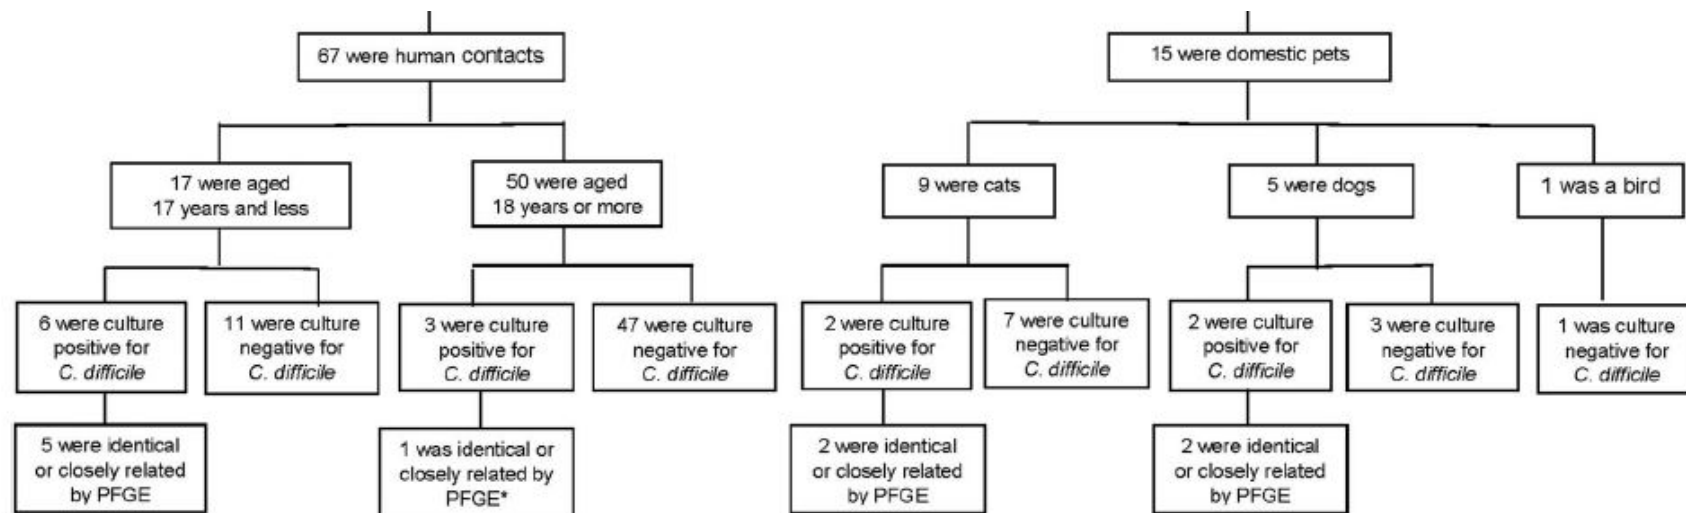 67 were human contacts
15 were domestic pets
17 were aged
17 years and less
50 were aged
18 years or more
9 were cats
5 were dogs
1 was a bird
6 were culture
positive for
C. difficile
11 were culture
negative for
C. difficile
3 were culture
positive for
C. difficile
47 were culture
negative for
C. difficile
2 were culture
positive for
C. difficile
7 were culture
negative for
C. difficile
2 were culture
positive for
C. difficile
3 were culture
negative for
C. difficile
1 was culture
negative for
C. difficile
5 were identical
or closely related
by PFGE
1 was identical or
closely related by
PFGE*
2 were identical
or closely related
by PFGE
2 were identical
or closely related
by PFGE